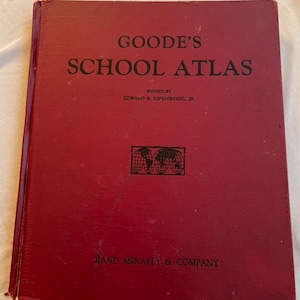 GOODE'S
SCHOOL ATLAS
REVISED BY
EDWARD B. ESPENSHADE, JR.
RAND MCNALLY & COMPANY